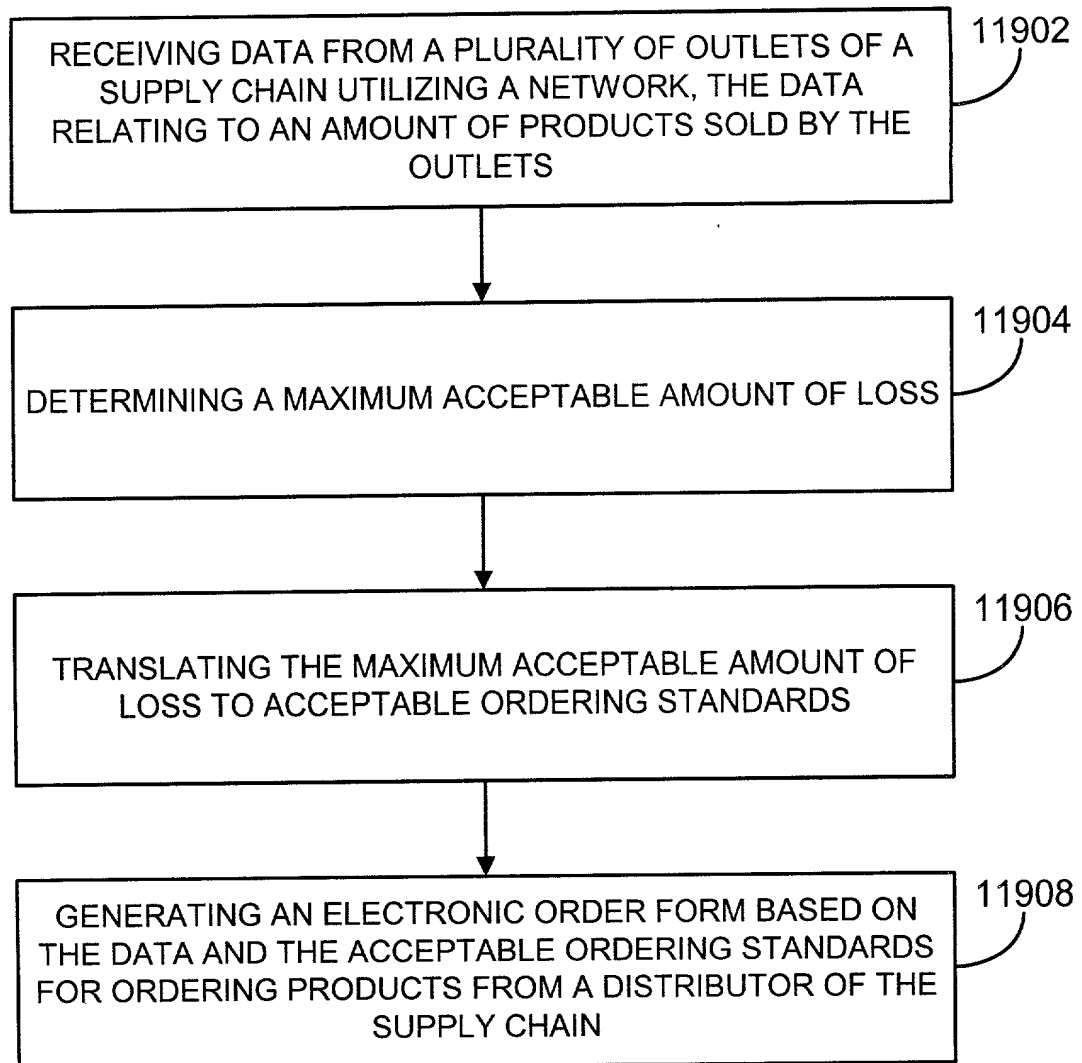 RECEIVING DATA FROM A PLURALITY OF OUTLETS OF A
SUPPLY CHAIN UTILIZING A NETWORK, THE DATA
RELATING TO AN AMOUNT OF PRODUCTS SOLD BY THE
OUTLETS
11902
DETERMINING A MAXIMUM ACCEPTABLE AMOUNT OF LOSS
11904
TRANSLATING THE MAXIMUM ACCEPTABLE AMOUNT OF
LOSS TO ACCEPTABLE ORDERING STANDARDS
11906
GENERATING AN ELECTRONIC ORDER FORM BASED ON
THE DATA AND THE ACCEPTABLE ORDERING STANDARDS
FOR ORDERING PRODUCTS FROM A DISTRIBUTOR OF THE
SUPPLY CHAIN
11908